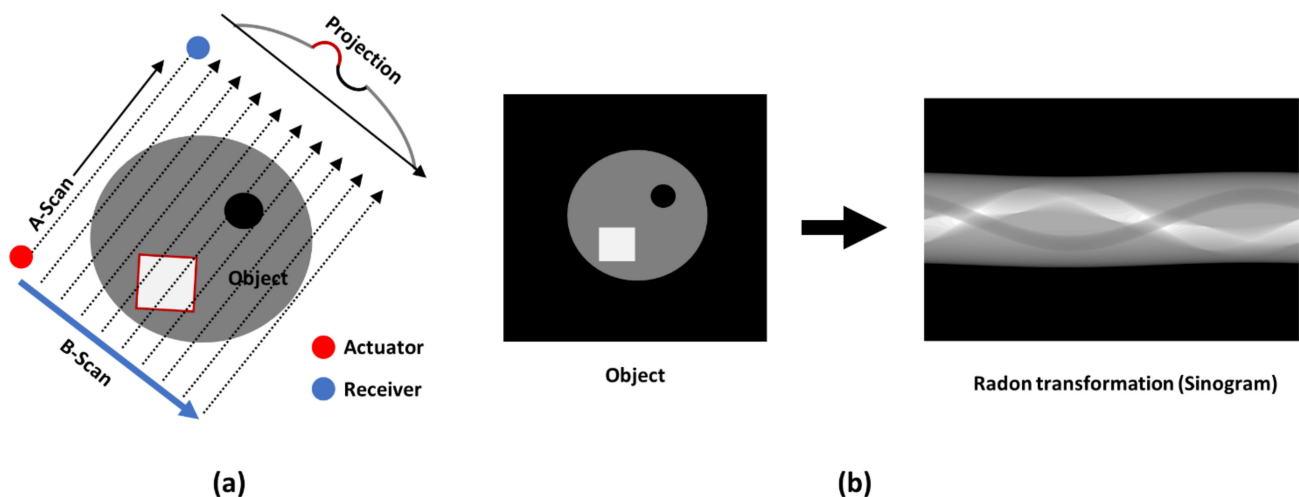 Projection
A-Scan
Object
B-Scan
Actuator
Receiver
(a)
Object
Radon transformation (Sinogram)
(b)